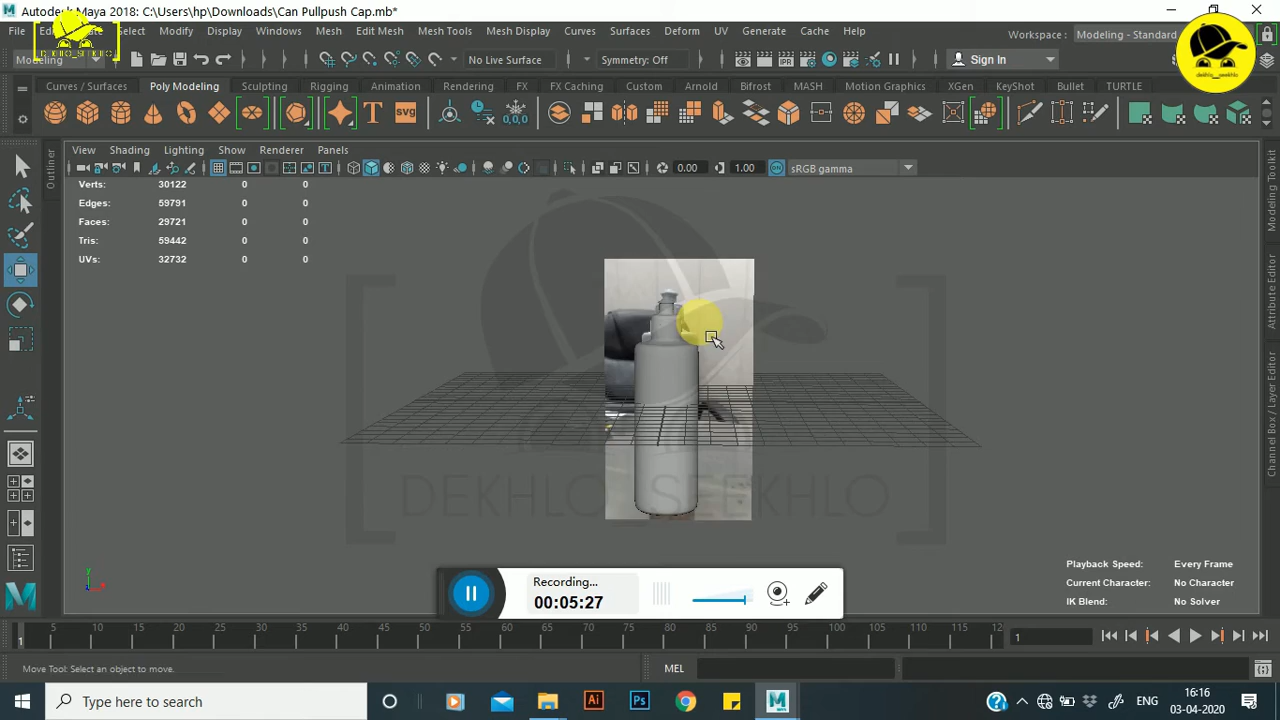 Autodesk Maya 2018: C:\Users\hp\Downloads\Can Pullpush Cap.mb*
File Select Modify Display Windows Mesh Edit Mesh Mesh Tools Mesh Display Curves Surfaces Deform UV Generate Cache Help Workspace : Modeling - Standard
Modeling No Live Surface Symmetry: Off Sign In
Curves / Surfaces Poly Modeling Sculpting Rigging Animation Rendering FX FX Caching Custom Arnold Bifrost MASH Motion Graphics XGen KeyShot Bullet TURTLE
View Shading Lighting Show Renderer Panels
0.00 1.00 sRGB gamma
Verts: 30122 0 0
Edges: 59791 0 0
Faces: 29721 0 0
Tris: 59442 0 0
UVs: 32732 0 0
Outliner
Modeling Toolkit
Attribute Editor
Channel Box / Layer Editor
DEKHLO SEEKHLO
dekhlo_seekhlo
Playback Speed: Every Frame
Current Character: No Character
IK Blend: No Solver
Recording...
00:05:27
5 10 15 20 25 30 35 40 45 50 55 60 65 70 75 80 85 90 95 100 105 110 115 12
1 1
Move Tool: Select an object to move. MEL
Type here to search
Ai Ps ENG 16:16
03-04-2020